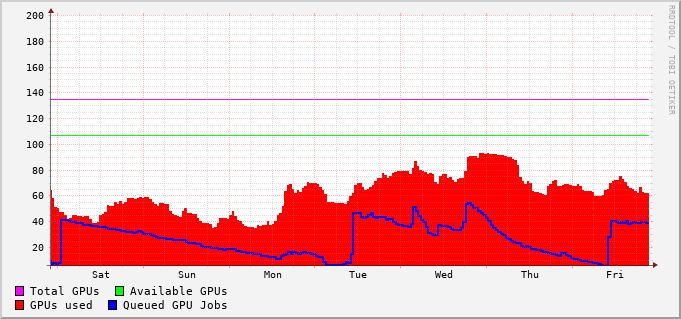 200
180
160
140
120
100
80
60
40
20
Sat Sun Mon Tue Wed Thu Fri
Total GPUs Available GPUs
GPUs used Queued GPU Jobs
RRDTOOL / TOBI OETIKER